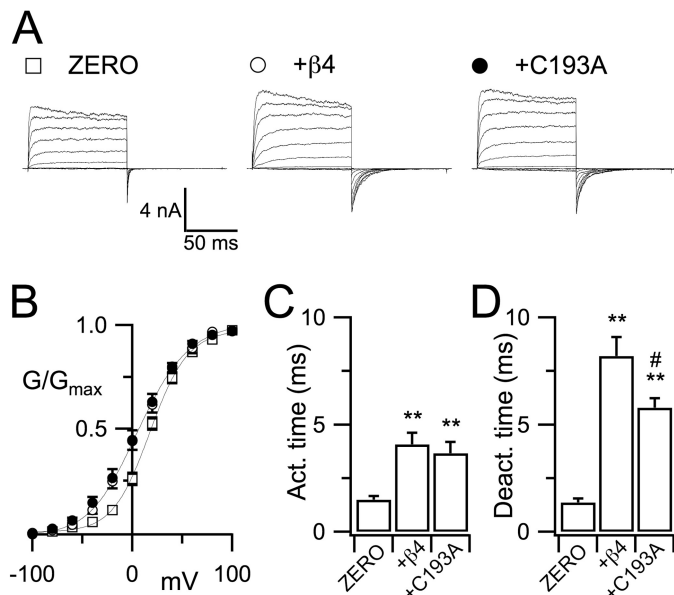 A
ZERO
+β4
+C193A
4 nA
50 ms
B
1.0
G/Gmax
0.5
-100
0
mV
100
C
10
Act. time (ms)
5
0
**
**
ZERO
+β4
+C193A
D
10
Deact. time (ms)
5
0
**
#
**
ZERO
+β4
+C193A